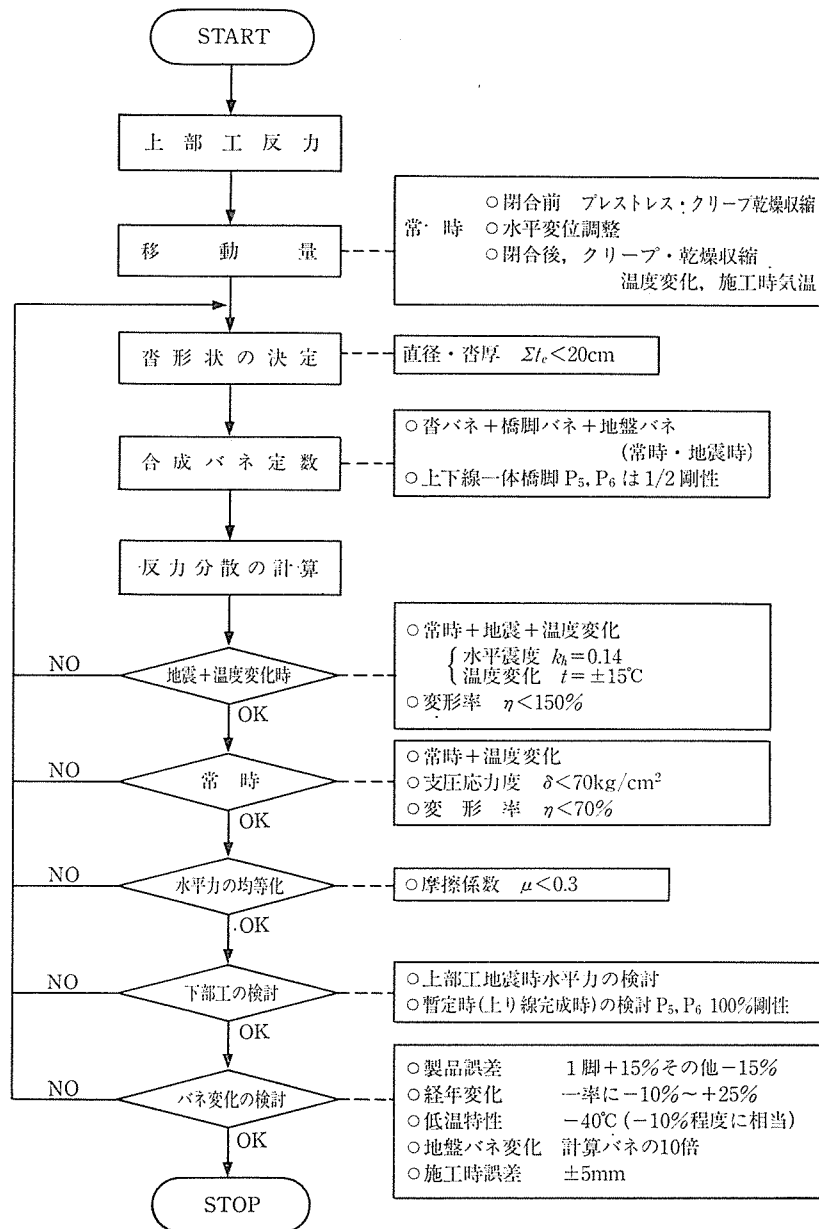 START
上部工反力
移動量
常時
○閉合前 プレストレス・クリープ乾燥収縮
○水平変位調整
○閉合後,クリープ・乾燥収縮
温度変化,施工時気温
沓形状の決定
直径・沓厚 Σte<20cm
合成バネ定数
○沓バネ+橋脚バネ+地盤バネ
(常時・地震時)
○上下線一体橋脚 P5, P6 は 1/2 剛性
反力分散の計算
NO
地震+温度変化時
OK
○常時+地震+温度変化
水平震度 kh=0.14
温度変化 t=±15℃
○変形率 η<150%
NO
常時
OK
○常時+温度変化
○支圧応力度 δ<70kg/cm²
○変形率 η<70%
NO
水平力の均等化
OK
○摩擦係数 μ<0.3
NO
下部工の検討
OK
○上部工地震時水平力の検討
○暫定時(上り線完成時)の検討 P5, P6 100%剛性
NO
バネ変化の検討
OK
○製品誤差 1脚+15%その他−15%
○経年変化 一率に−10%〜+25%
○低温特性 −40℃(−10%程度に相当)
○地盤バネ変化 計算バネの10倍
○施工時誤差 ±5mm
STOP